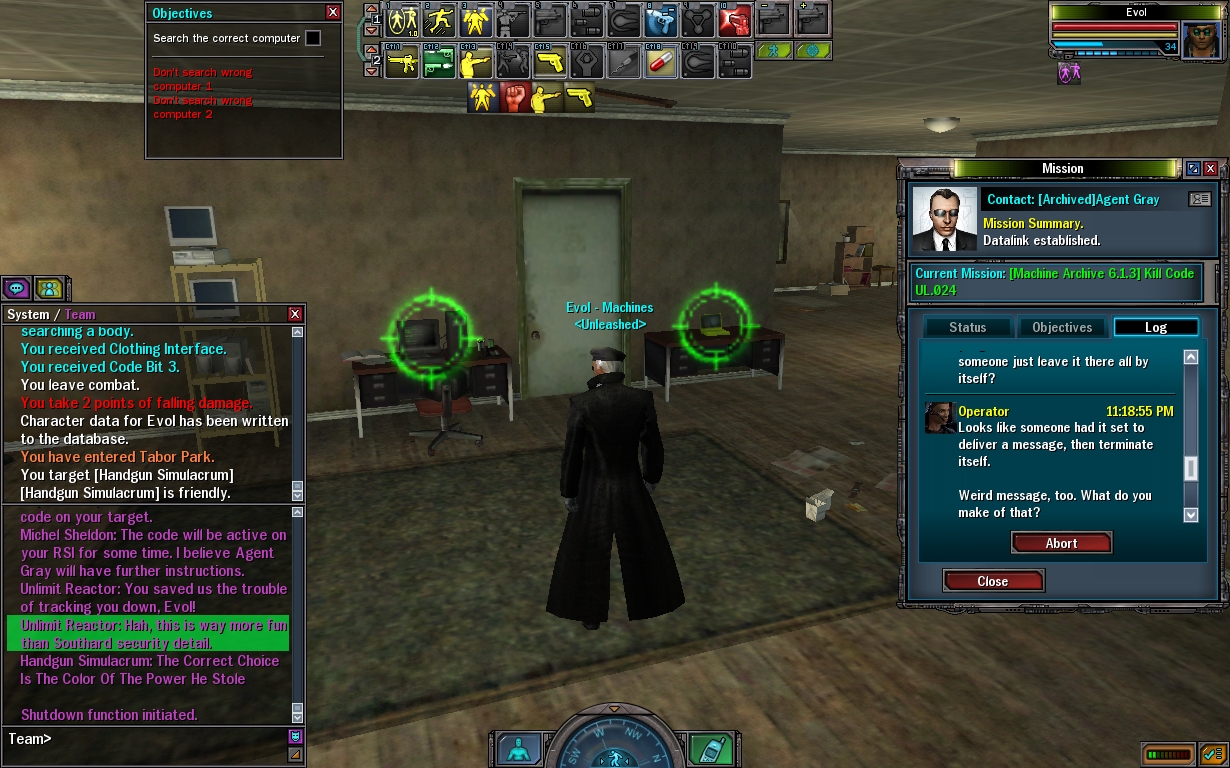 Objectives
Search the correct computer
Don't search wrong
computer 1
Don't search wrong
computer 2
1
2
Evol
34
Mission
Contact: [Archived]Agent Gray
Mission Summary.
Datalink established.
Current Mission: [Machine Archive 6.1.3] Kill Code
UL.024
Status
Objectives
Log
someone just leave it there all by
itself?
Operator 11:18:55 PM
Looks like someone had it set to
deliver a message, then terminate
itself.
Weird message, too. What do you
make of that?
Abort
Close
Evol - Machines
<Unleashed>
System / Team
searching a body.
You received Clothing Interface.
You received Code Bit 3.
You leave combat.
You take 2 points of falling damage.
Character data for Evol has been written
to the database.
You have entered Tabor Park.
You target [Handgun Simulacrum]
[Handgun Simulacrum] is friendly.
code on your target.
Michel Sheldon: The code will be active on
your RSI for some time. I believe Agent
Gray will have further instructions.
Unlimit Reactor: You saved us the trouble
of tracking you down, Evol!
Unlimit Reactor: Hah, this is way more fun
than Southard security detail.
Handgun Simulacrum: The Correct Choice
Is The Color Of The Power He Stole
Shutdown function initiated.
Team>
SW
W
NW
N